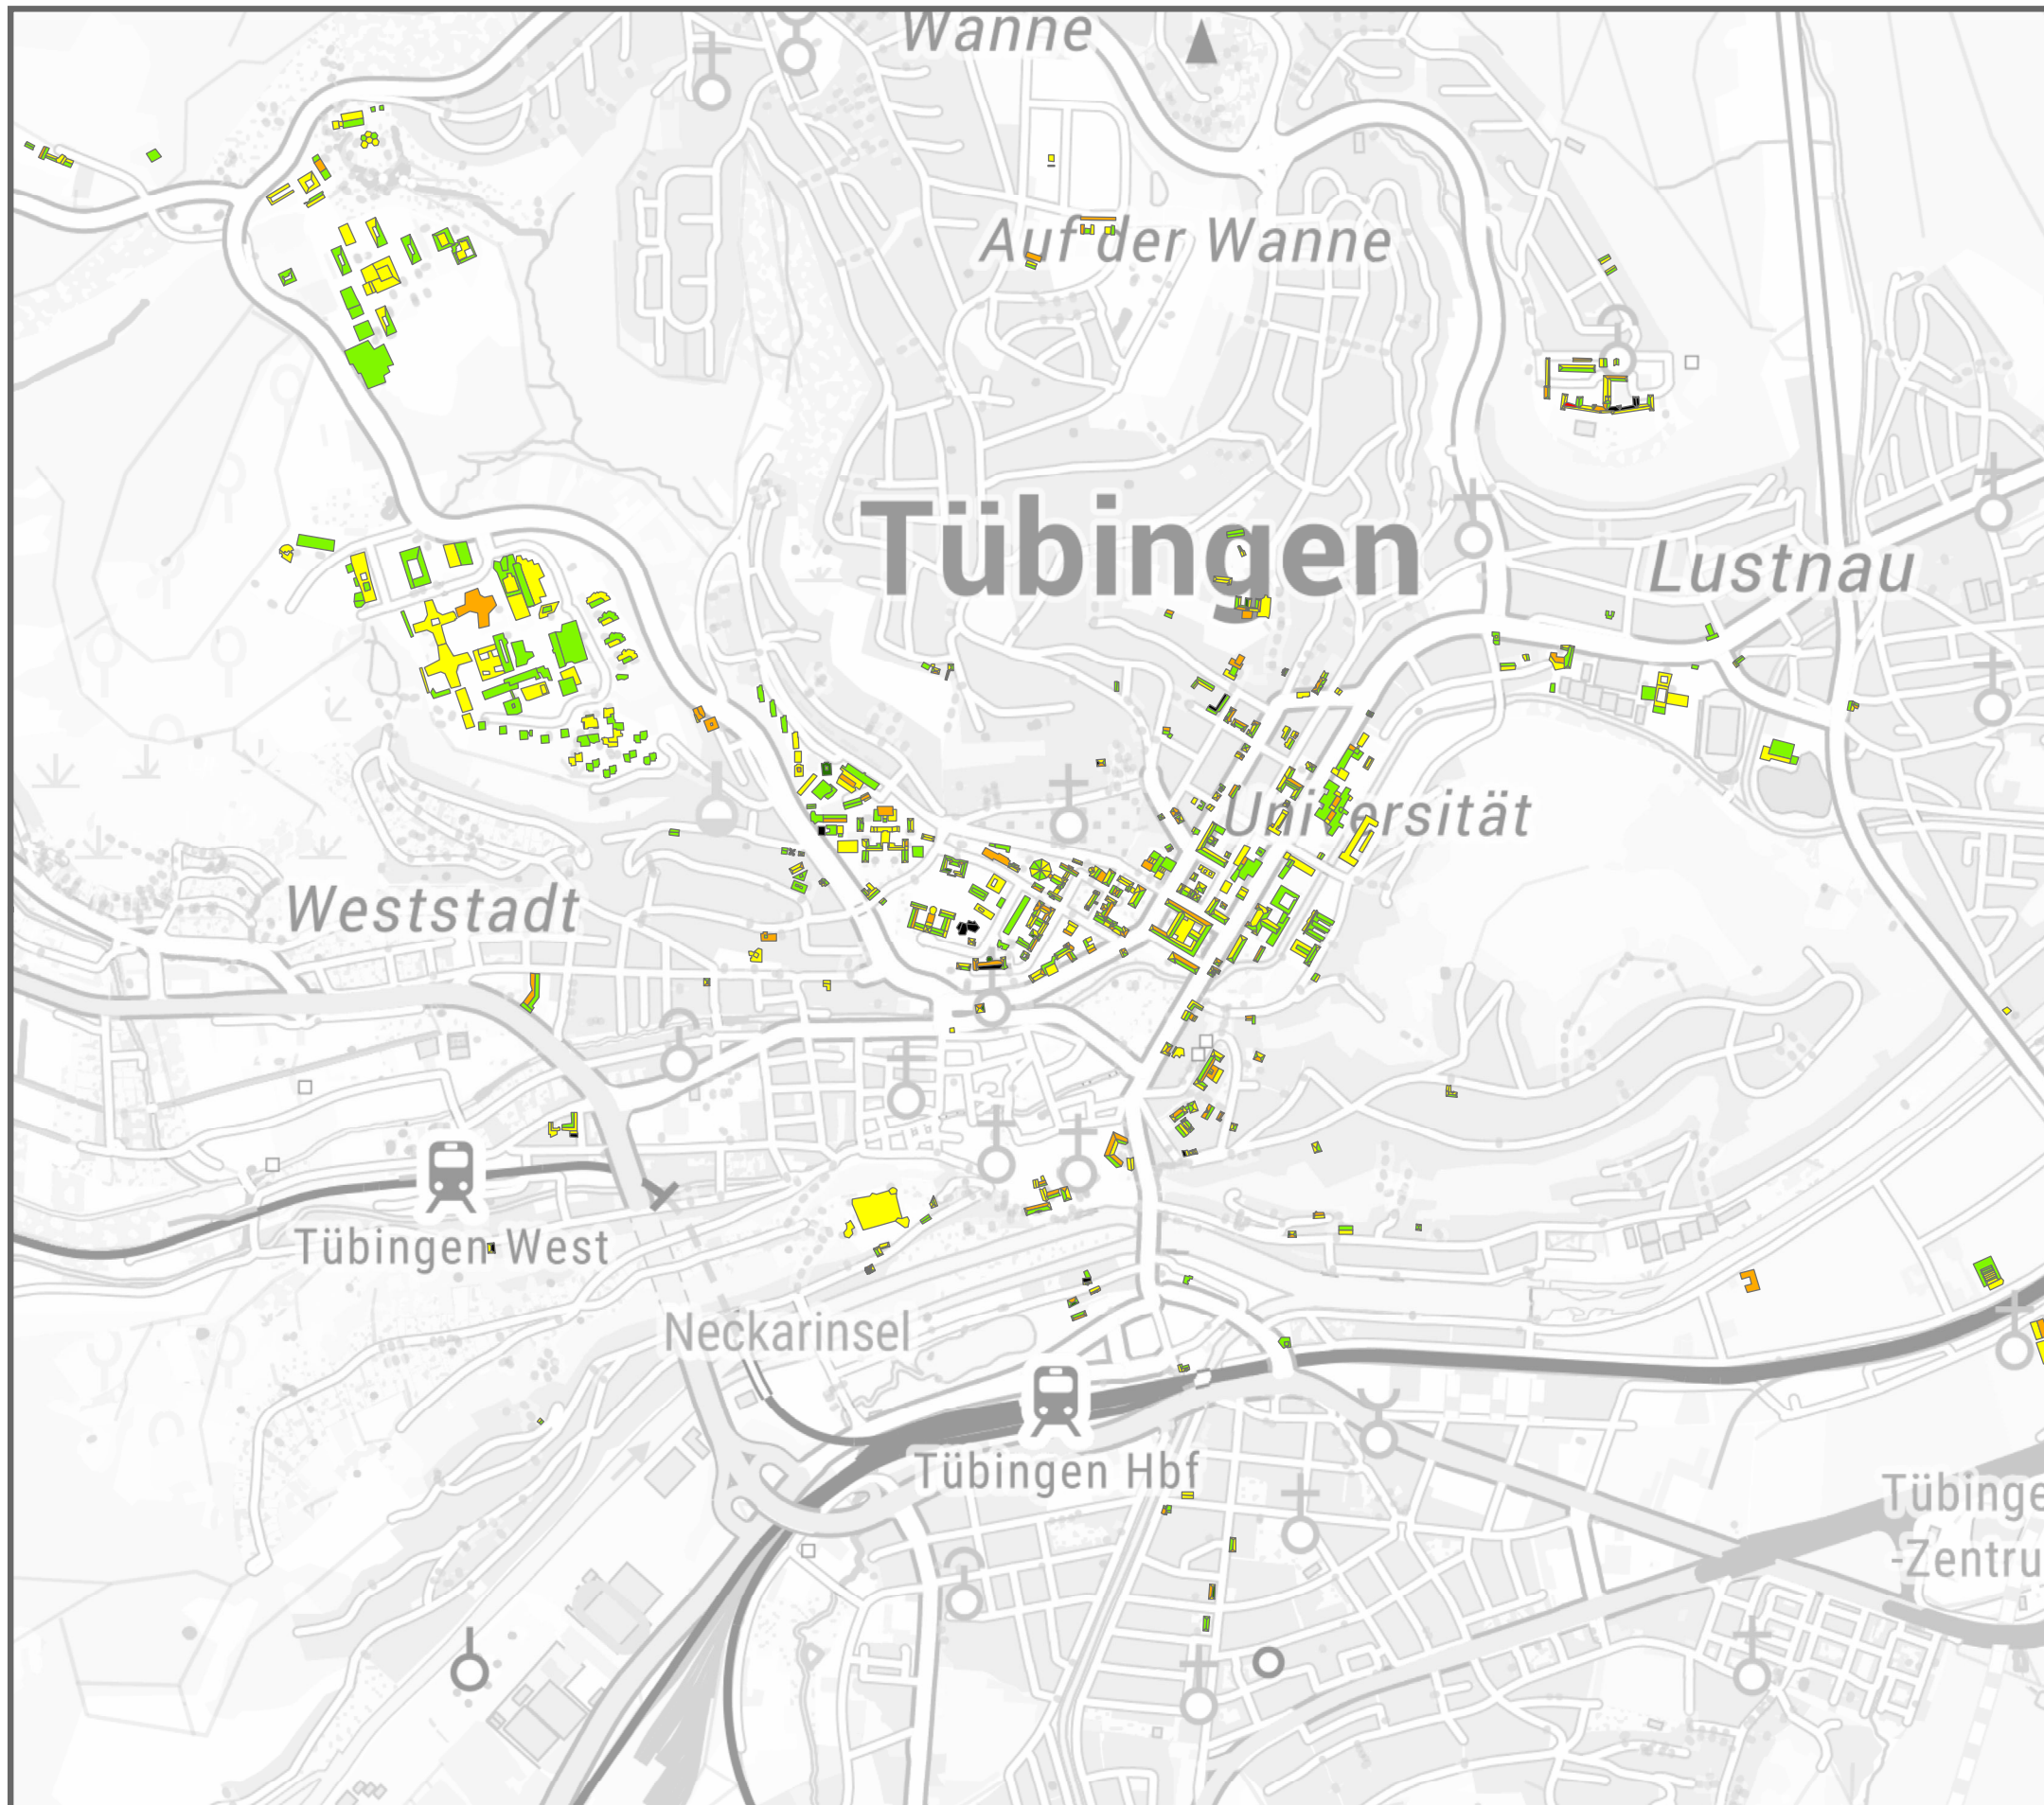 Wanne
Auf der Wanne
Tübingen
Lustnau
Universität
Weststadt
Tübingen West
Neckarinsel
Tübingen Hbf
Tübinge
-Zentru